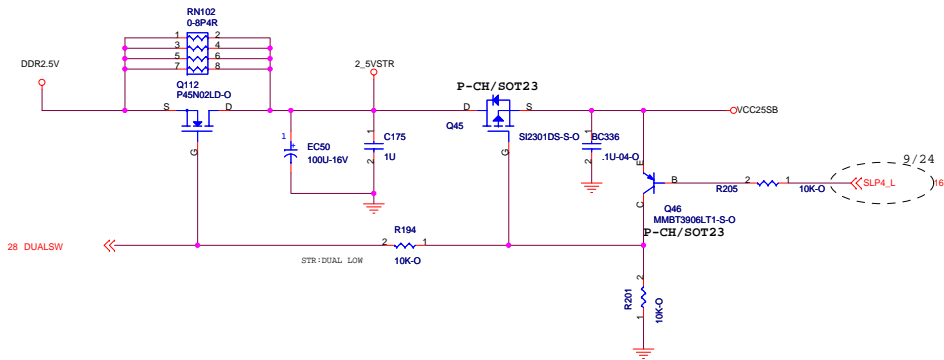 RN102
0-8P4R
1 2
3 4
5 6
7 8
DDR2.5V
2_5VSTR
Q112
P45N02LD-O
S D
G
P-CH/SOT23
D S
Q45
SI2301DS-S-O
G
BC336
.1U-04-O
1
2
VCC25SB
1
+
EC50
100U-16V
1
C175
1U
2
E
B
C
2 1
R205
10K-O
9/24
SLP4_L
16
Q46
MMBT3906LT1-S-O
P-CH/SOT23
28 DUALSW
R194
2 1
10K-O
STR:DUAL LOW
2
R201
10K-O
1